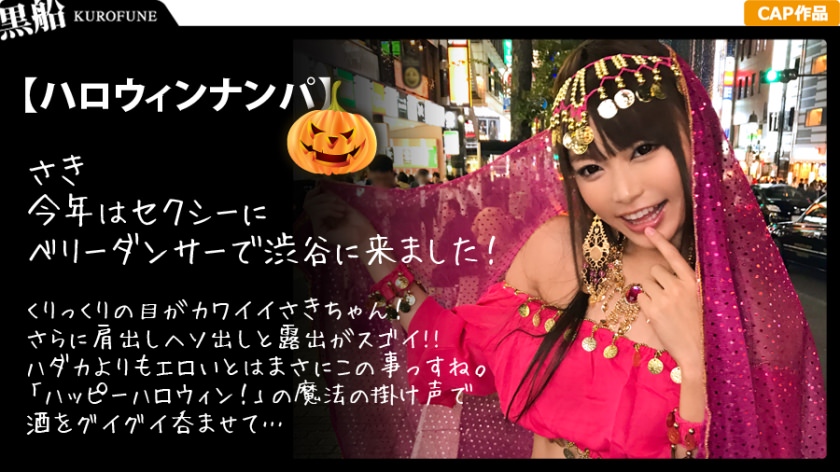 黒船 KUROFUNE
CAP作品
【ハロウィンナンパ】
さき
今年はセクシーに
ベリーダンサーで渋谷に来ました!
くりっくりの目がカワイイさきちゃん!
さらに肩出しヘソ出しと露出がスゴイ!!
ハダカよりもエロいとはまさにこの事っすね。
「ハッピーハロウィン!」の魔法の掛け声で
酒をグイグイ呑ませて…